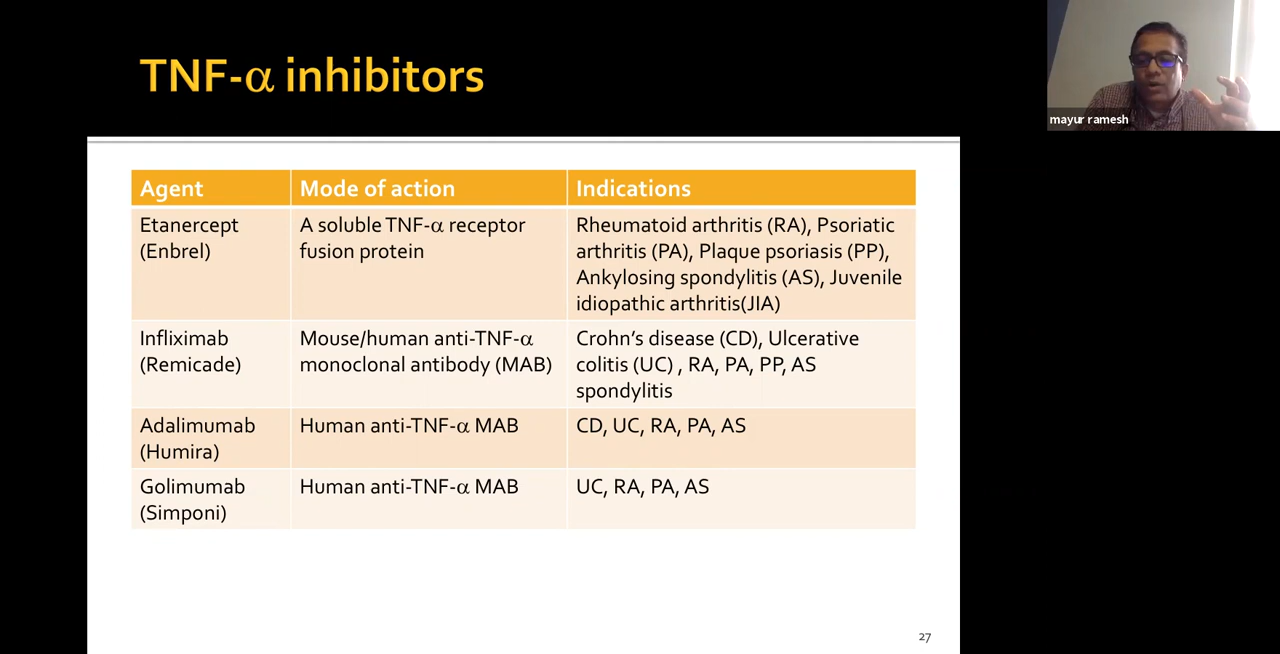 TNF-α inhibitors
mayur ramesh
Agent Mode of action Indications
Etanercept A soluble TNF-α receptor Rheumatoid arthritis (RA), Psoriatic
(Enbrel) fusion protein arthritis (PA), Plaque psoriasis (PP),
Ankylosing spondylitis (AS), Juvenile
idiopathic arthritis(JIA)
Infliximab Mouse/human anti-TNF-α Crohn’s disease (CD), Ulcerative
(Remicade) monoclonal antibody (MAB) colitis (UC) , RA, PA, PP, AS
spondylitis
Adalimumab Human anti-TNF-α MAB CD, UC, RA, PA, AS
(Humira)
Golimumab Human anti-TNF-α MAB UC, RA, PA, AS
(Simponi)
27